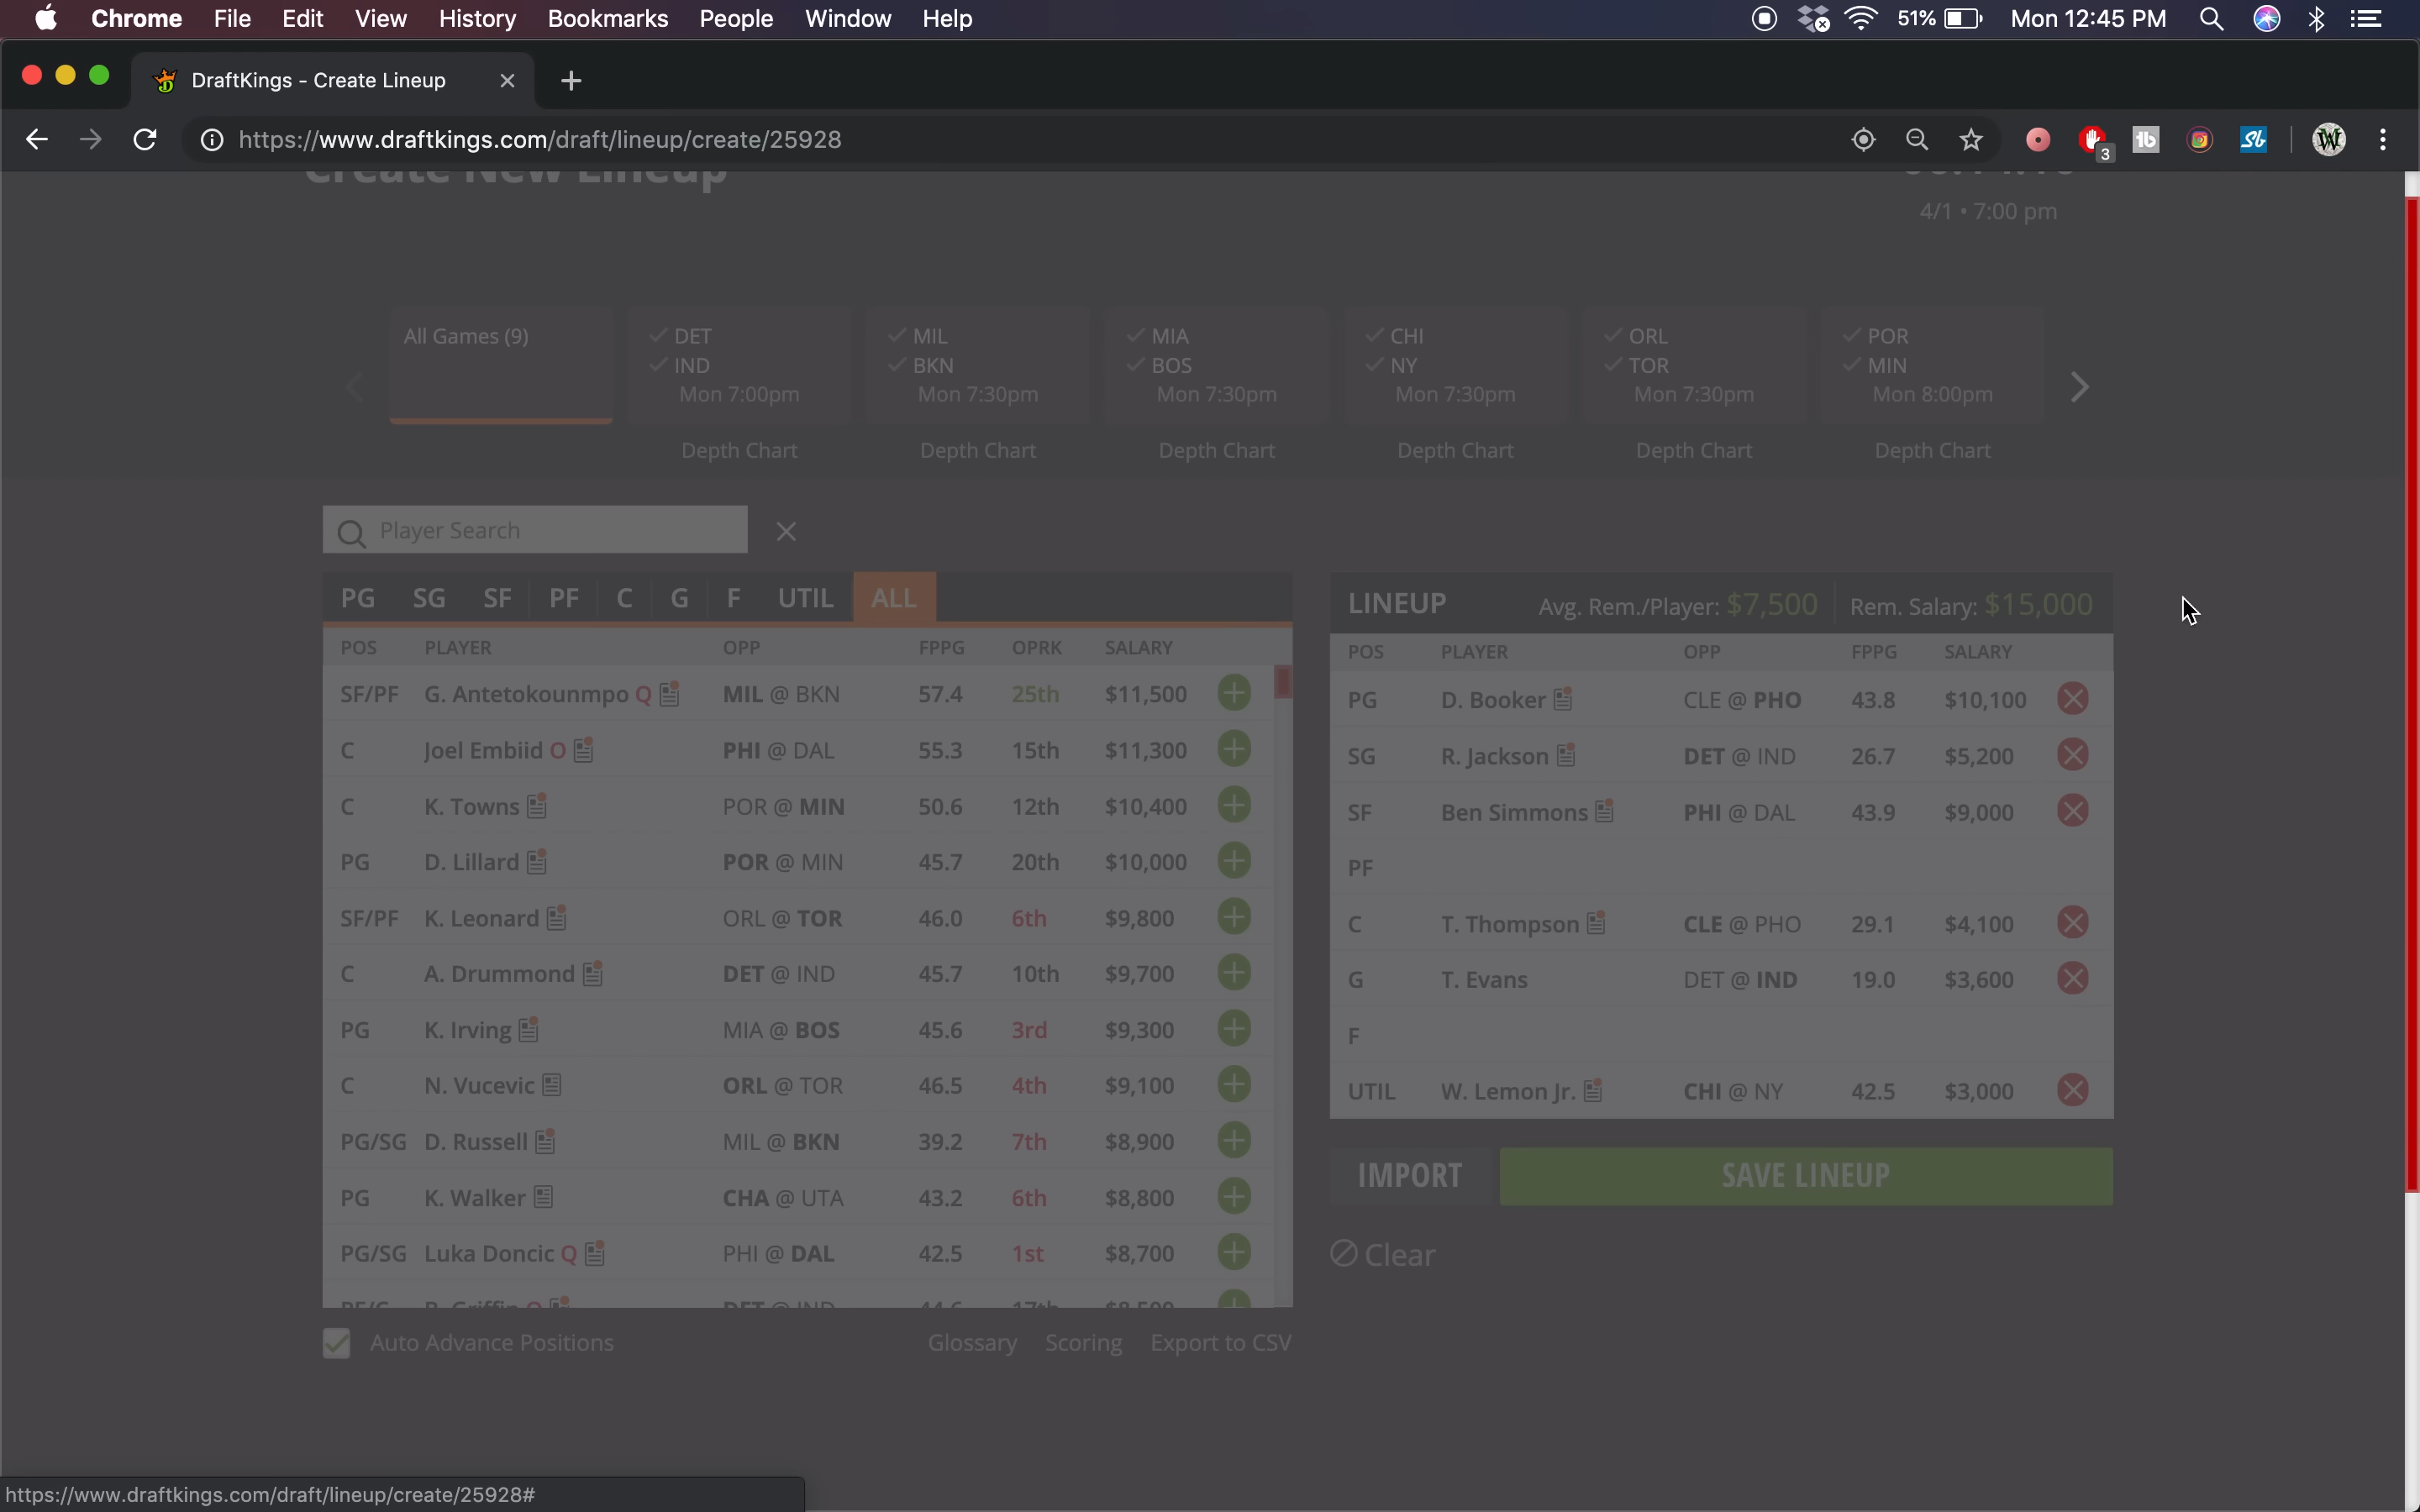 Chrome File Edit View History Bookmarks People Window Help 51% Mon 12:45 PM
DraftKings - Create Lineup
https://www.draftkings.com/draft/lineup/create/25928
3
Create New Lineup
4/1 • 7:00 pm
All Games (9)
DET
IND
Mon 7:00pm
Depth Chart
MIL
BKN
Mon 7:30pm
Depth Chart
MIA
BOS
Mon 7:30pm
Depth Chart
CHI
NY
Mon 7:30pm
Depth Chart
ORL
TOR
Mon 7:30pm
Depth Chart
POR
MIN
Mon 8:00pm
Depth Chart
Player Search
PG SG SF PF C G F UTIL ALL
POS PLAYER OPP FPPG OPRK SALARY
SF/PF G. Antetokounmpo Q MIL @ BKN 57.4 25th $11,500
C Joel Embiid O PHI @ DAL 55.3 15th $11,300
C K. Towns POR @ MIN 50.6 12th $10,400
PG D. Lillard POR @ MIN 45.7 20th $10,000
SF/PF K. Leonard ORL @ TOR 46.0 6th $9,800
C A. Drummond DET @ IND 45.7 10th $9,700
PG K. Irving MIA @ BOS 45.6 3rd $9,300
C N. Vucevic ORL @ TOR 46.5 4th $9,100
PG/SG D. Russell MIL @ BKN 39.2 7th $8,900
PG K. Walker CHA @ UTA 43.2 6th $8,800
PG/SG Luka Doncic Q PHI @ DAL 42.5 1st $8,700
PF/C B. Griffin Q DET @ IND 44.6 17th $8,500
Auto Advance Positions Glossary Scoring Export to CSV
LINEUP Avg. Rem./Player: $7,500 Rem. Salary: $15,000
POS PLAYER OPP FPPG SALARY
PG D. Booker CLE @ PHO 43.8 $10,100
SG R. Jackson DET @ IND 26.7 $5,200
SF Ben Simmons PHI @ DAL 43.9 $9,000
PF
C T. Thompson CLE @ PHO 29.1 $4,100
G T. Evans DET @ IND 19.0 $3,600
F
UTIL W. Lemon Jr. CHI @ NY 42.5 $3,000
IMPORT SAVE LINEUP
Clear
https://www.draftkings.com/draft/lineup/create/25928#